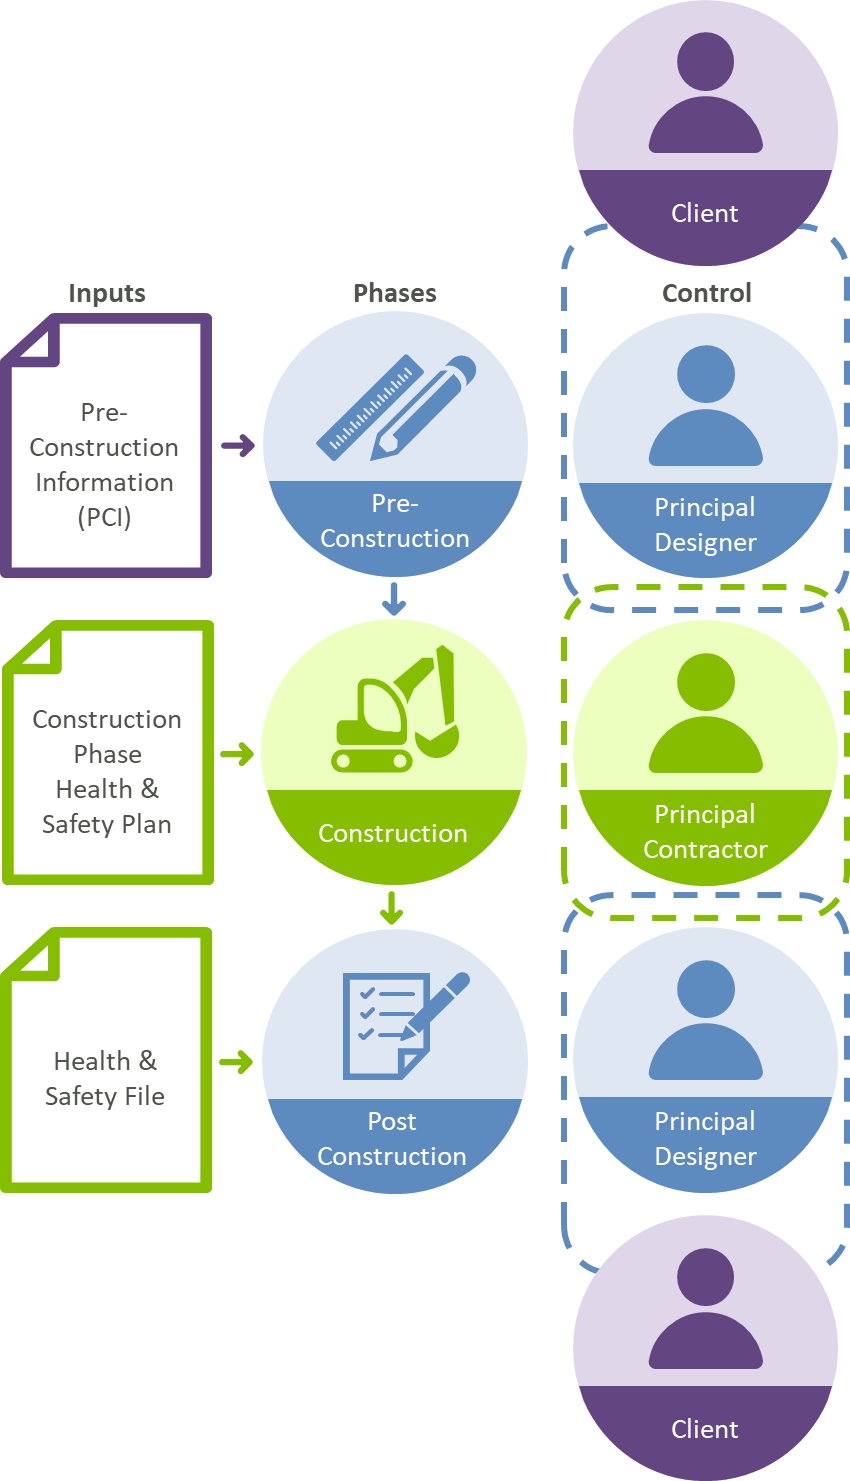 Client
Inputs
Phases
Control
Pre-
Construction
Information
(PCI)
Pre-
Construction
Principal
Designer
Construction
Phase
Health &
Safety Plan
Construction
Principal
Contractor
Health &
Safety File
Post
Construction
Principal
Designer
Client